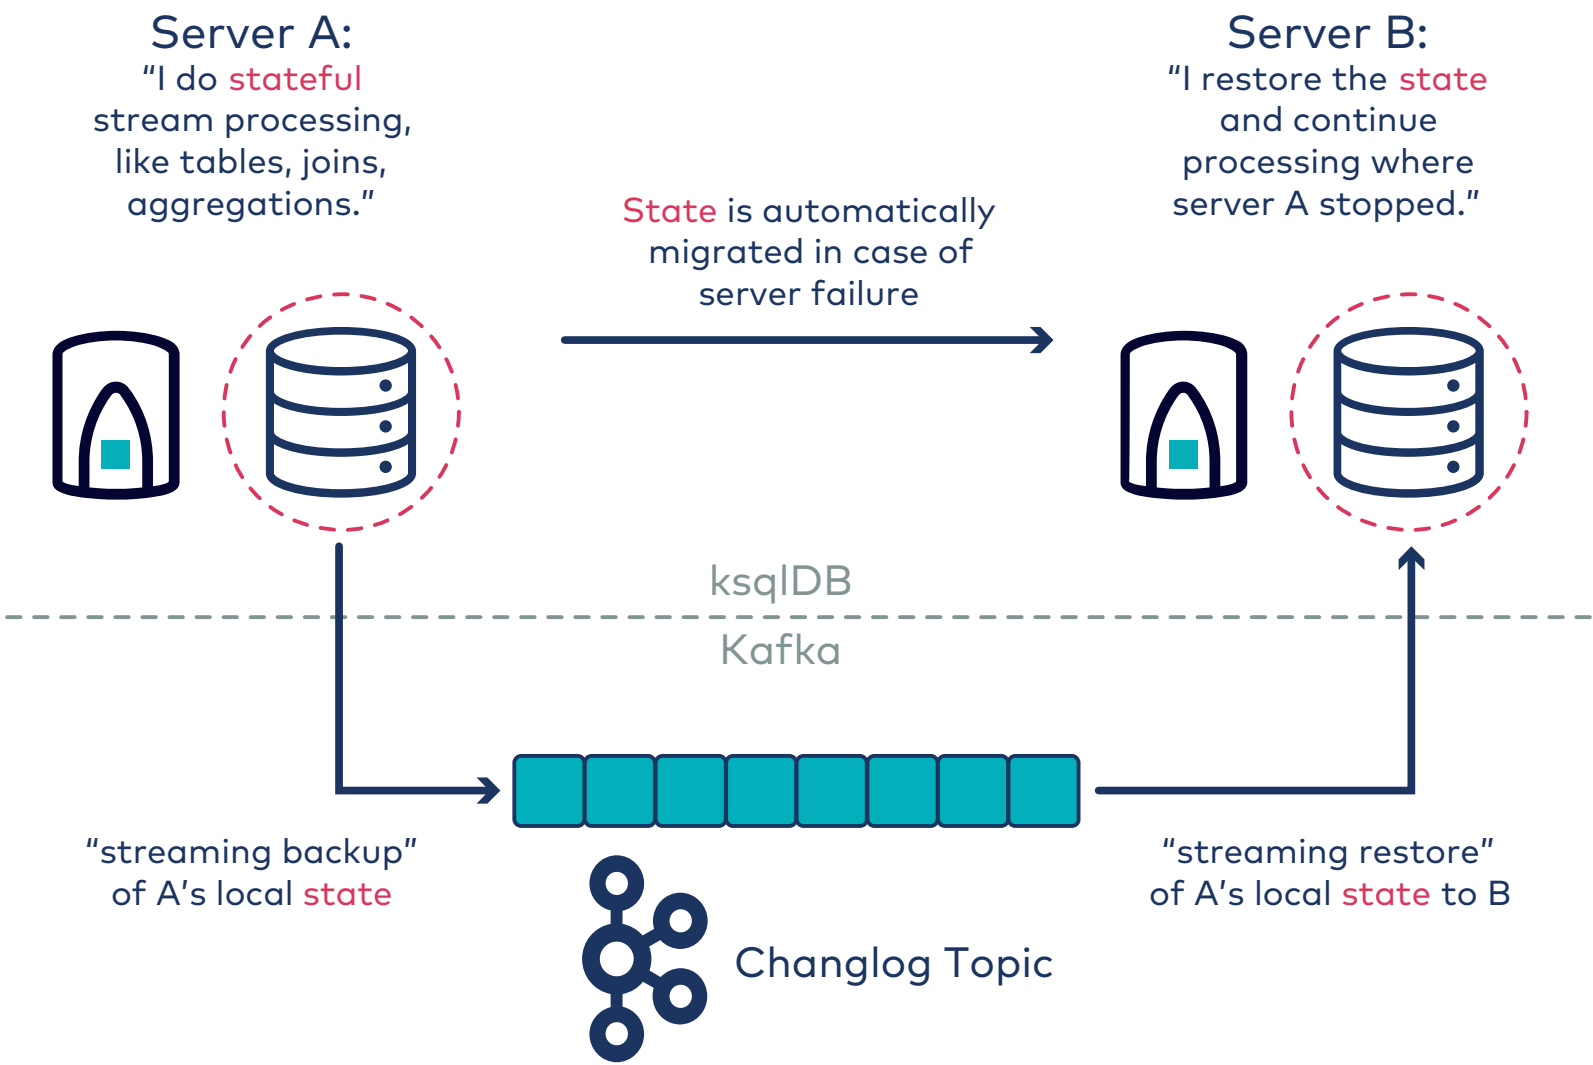 Server A:
“I do stateful
stream processing,
like tables, joins,
aggregations.”
State is automatically
migrated in case of
server failure
Server B:
“I restore the state
and continue
processing where
server A stopped.”
ksqlDB
Kafka
“streaming backup”
of A's local state
“streaming restore”
of A's local state to B
Changlog Topic